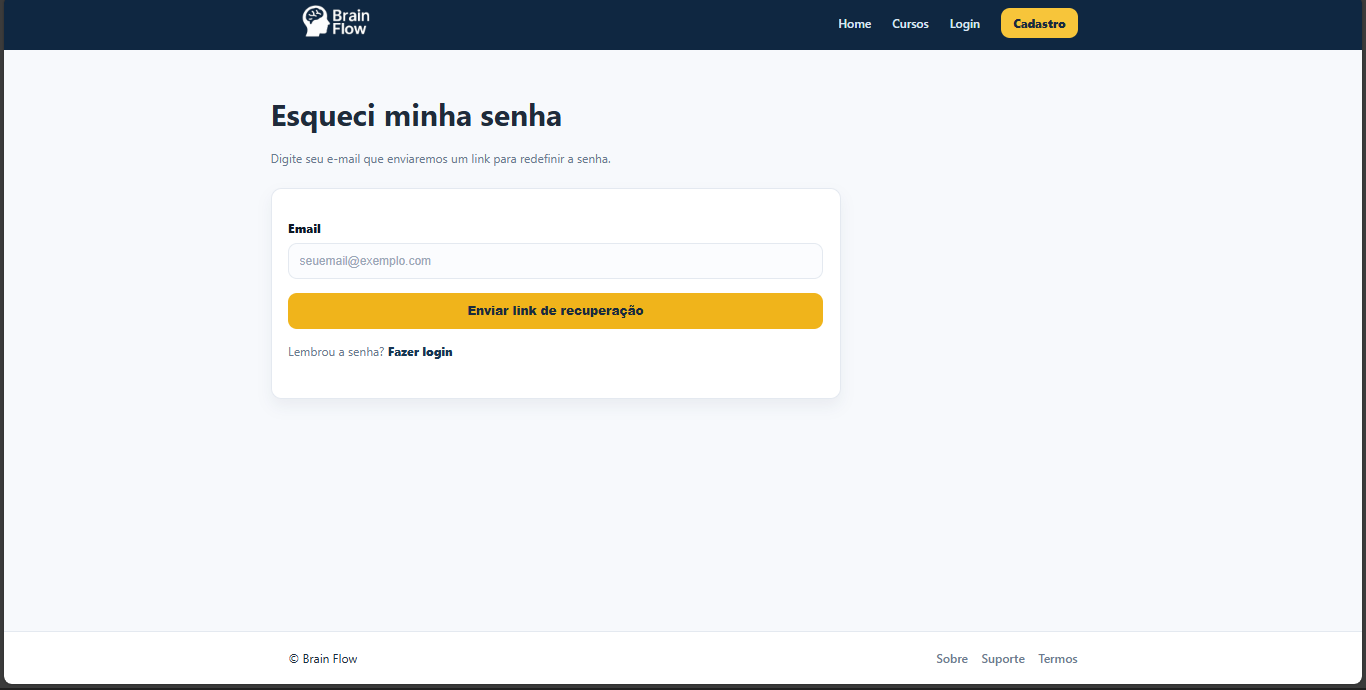 Brain
Flow
Home Cursos Login Cadastro
Esqueci minha senha
Digite seu e-mail que enviaremos um link para redefinir a senha.
Email
seuemail@exemplo.com
Enviar link de recuperação
Lembrou a senha? Fazer login
© Brain Flow Sobre Suporte Termos